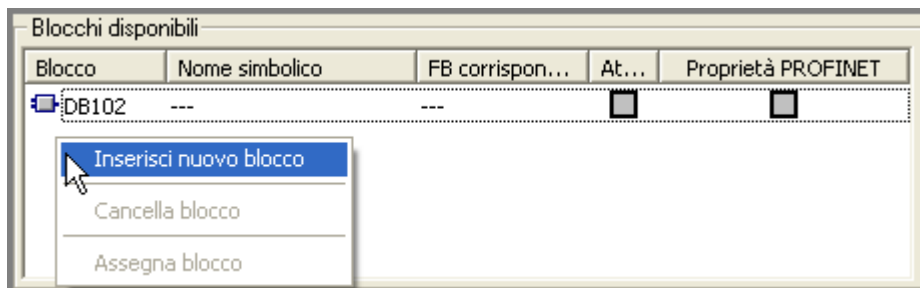 Blocchi disponibili
Blocco Nome simbolico FB corrispon... At... Proprietà PROFINET
DB102 --- ---
Inserisci nuovo blocco
Cancella blocco
Assegna blocco